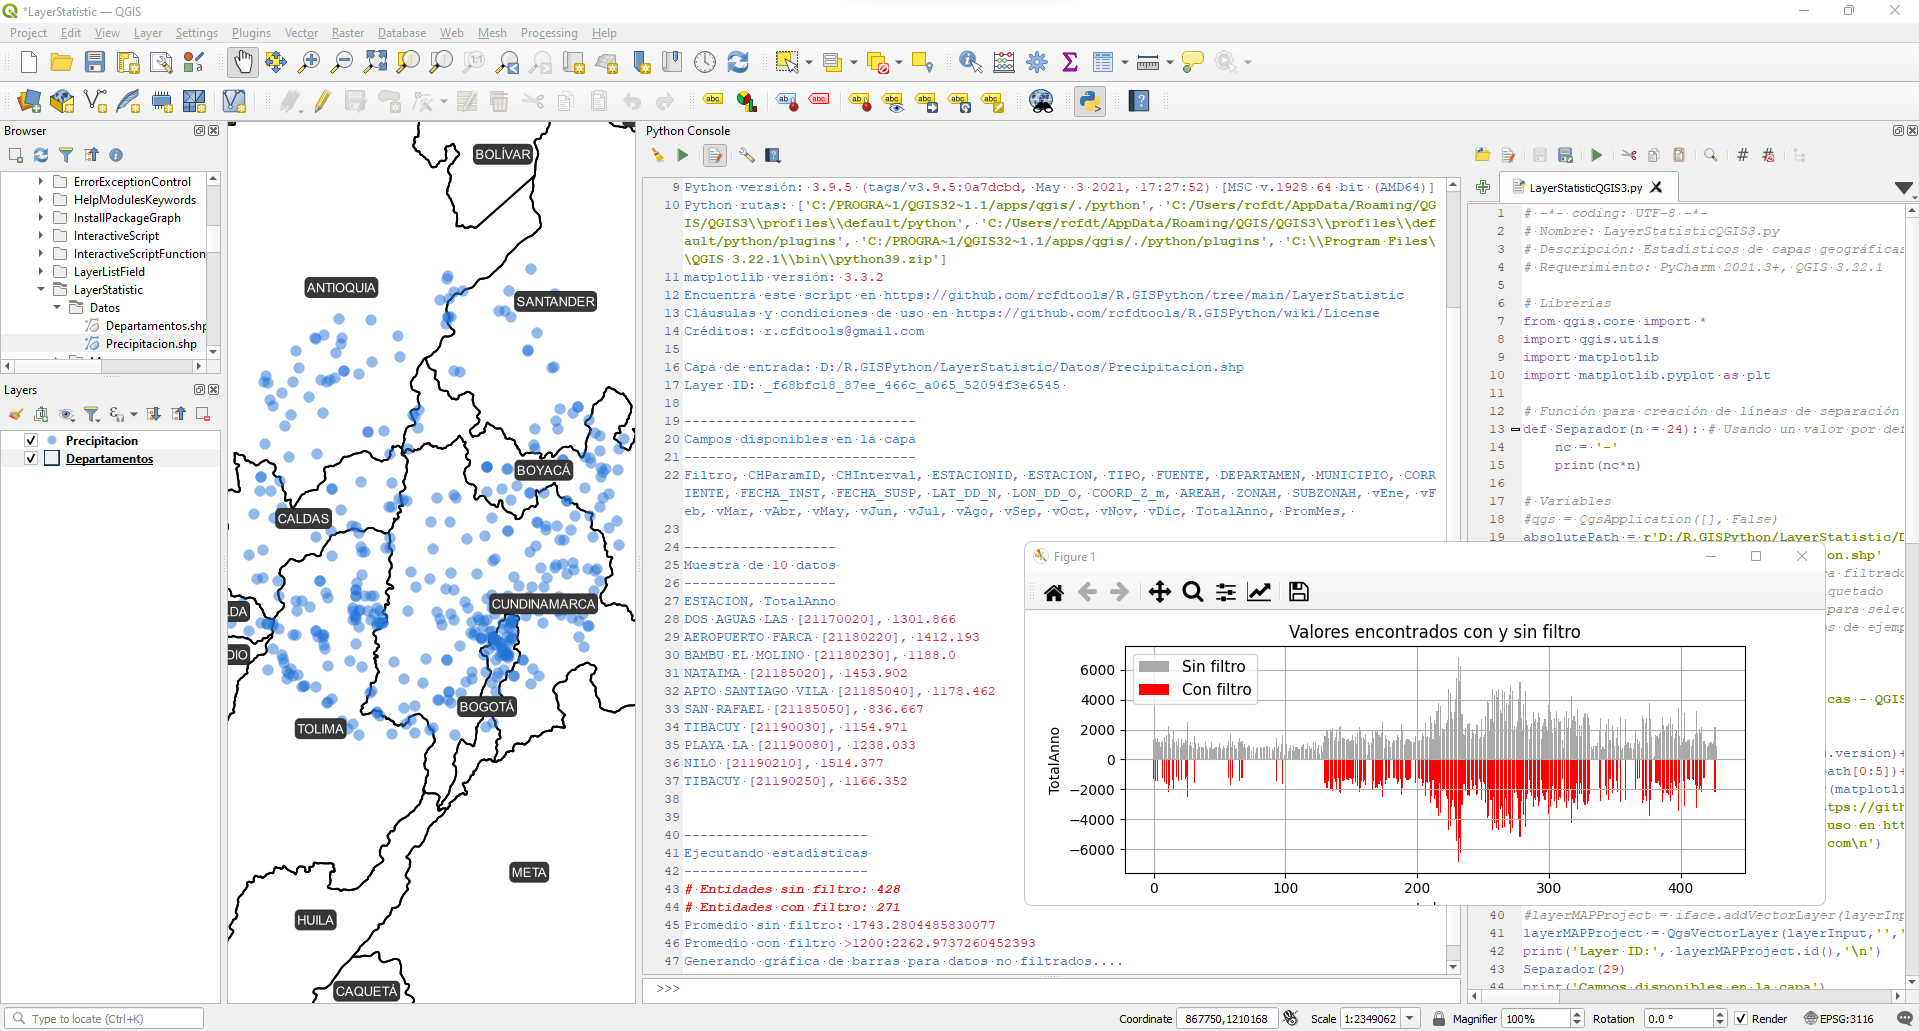 *LayerStatistic — QGIS
Project Edit View Layer Settings Plugins Vector Raster Database Web Mesh Processing Help
Browser
ErrorExceptionControl
HelpModulesKeywords
InstallPackageGraph
InteractiveScript
InteractiveScriptFunction
LayerListField
LayerStatistic
Datos
Departamentos.shp
Precipitacion.shp
Layers
Precipitacion
Departamentos
BOLÍVAR
ANTIOQUIA
SANTANDER
BOYACÁ
CALDAS
CUNDINAMARCA
DA
DIO
BOGOTÁ
TOLIMA
META
HUILA
CAQUETÁ
Python Console
9 Python versión: 3.9.5 (tags/v3.9.5:0a7dcbd, May  3 2021, 17:27:52) [MSC v.1928 64 bit (AMD64)]
10 Python rutas: ['C:/PROGRA~1/QGIS32~1.1/apps/qgis/./python', 'C:/Users/rcfdt/AppData/Roaming/QG
IS/QGIS3\\profiles\\default/python', 'C:/Users/rcfdt/AppData/Roaming/QGIS/QGIS3\\profiles\\def
ault/python/plugins', 'C:/PROGRA~1/QGIS32~1.1/apps/qgis/./python/plugins', 'C:\\Program Files\
\QGIS 3.22.1\\bin\\python39.zip']
11 matplotlib versión: 3.3.2
12 Encuentra este script en https://github.com/rcfdtools/R.GISPython/tree/main/LayerStatistic
13 Cláusulas y condiciones de uso en https://github.com/rcfdtools/R.GISPython/wiki/License
14 Créditos: r.cfdtools@gmail.com
15
16 Capa de entrada: D:/R.GISPython/LayerStatistic/Datos/Precipitacion.shp
17 Layer ID: _f68bfc18_87ee_466c_a065_52094f3e6545
18
19 -----------------------------
20 Campos disponibles en la capa
21 -----------------------------
22 Filtro, CHParamID, CHInterval, ESTACIONID, ESTACION, TIPO, FUENTE, DEPARTAMEN, MUNICIPIO, CORR
IENTE, FECHA_INST, FECHA_SUSP, LAT_DD_N, LON_DD_O, COORD_Z_m, AREAH, ZONAH, SUBZONAH, vEne, vF
eb, vMar, vAbr, vMay, vJun, vJul, vAgo, vSep, vOct, vNov, vDic, TotalAnno, PromMes,
23
24 -------------------
25 Muestra de 10 datos
26 -------------------
27 ESTACION, TotalAnno
28 DOS AGUAS LAS [21170020], 1301.866
29 AEROPUERTO FARCA [21180220], 1412.193
30 BAMBU EL MOLINO [21180230], 1188.0
31 NATAIMA [21185020], 1453.902
32 APTO SANTIAGO VILA [21185040], 1178.462
33 SAN RAFAEL [21185050], 836.667
34 TIBACUY [21190030], 1154.971
35 PLAYA LA [21190080], 1238.033
36 NILO [21190210], 1514.377
37 TIBACUY [21190250], 1166.352
38
39
40 -----------------------
41 Ejecutando estadísticas
42 -----------------------
43 # Entidades sin filtro: 428
44 # Entidades con filtro: 271
45 Promedio sin filtro: 1743.2804485830077
46 Promedio con filtro >1200:2262.9737260452393
47 Generando gráfica de barras para datos no filtrados....
>>>
LayerStatisticQGIS3.py
1 # -*- coding: UTF-8 -*-
2 # Nombre: LayerStatisticQGIS3.py
3 # Descripción: Estadísticos de capas geográficas
4 # Requerimiento: PyCharm 2021.3+, QGIS 3.22.1
5
6 # Librerías
7 from qgis.core import *
8 import qgis.utils
9 import matplotlib
10 import matplotlib.pyplot as plt
11
12 # Función para creación de líneas de separación
13 def Separador(n = 24): # Usando un valor por def
14 nc = '-'
15 print(nc*n)
16
17 # Variables
18 #qgs = QgsApplication([], False)
19 absolutePath = r'D:/R.GISPython/LayerStatistic/D
on.shp'
a filtrado
quetado
para selec
s de ejemp
cas - QGIS
.version)+
path[0:5])+
(matplotli
tps://gith
uso en htt
com\n')
40 #layerMAPProject = iface.addVectorLayer(layerInp
41 layerMAPProject = QgsVectorLayer(layerInput,'','
42 print('Layer ID:', layerMAPProject.id(),'\n')
43 Separador(29)
44 print('Campos disponibles en la capa')
Figure 1
Valores encontrados con y sin filtro
Sin filtro
Con filtro
TotalAnno
6000
4000
2000
0
−2000
−4000
−6000
0 100 200 300 400
Type to locate (Ctrl+K)
Coordinate 867750,1210168 Scale 1:2349062 Magnifier 100% Rotation 0.0 ° Render EPSG:3116